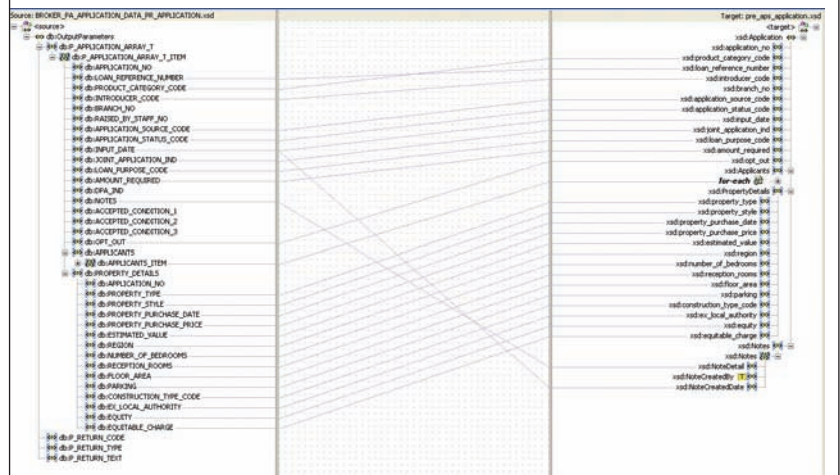 Source: BROKER_FA_APPLICATION_DATA_PR_APPLICATION.xsd
<source>
db:OutputParameters
db:P_APPLICATION_ARRAY_T
db:P_APPLICATION_ARRAY_T_ITEM
db:APPLICATION_NO
db:LOAN_REFERENCE_NUMBER
db:PRODUCT_CATEGORY_CODE
db:INTRODUCER_CODE
db:BRANCH_NO
db:RAISED_BY_STAFF_NO
db:APPLICATION_SOURCE_CODE
db:APPLICATION_STATUS_CODE
db:INPUT_DATE
db:JOINT_APPLICATION_IND
db:LOAN_PURPOSE_CODE
db:AMOUNT_REQUIRED
db:DPA_IND
db:NOTES
db:ACCEPTED_CONDITION_1
db:ACCEPTED_CONDITION_2
db:ACCEPTED_CONDITION_3
db:OPT_OUT
db:APPLICANTS
db:APPLICANTS_ITEM
db:PROPERTY_DETAILS
db:APPLICATION_NO
db:PROPERTY_TYPE
db:PROPERTY_STYLE
db:PROPERTY_PURCHASE_DATE
db:PROPERTY_PURCHASE_PRICE
db:ESTIMATED_VALUE
db:REGION
db:NUMBER_OF_BEDROOMS
db:RECEPTION_ROOMS
db:FLOOR_AREA
db:PARKING
db:CONSTRUCTION_TYPE_CODE
db:EX_LOCAL_AUTHORITY
db:EQUITY
db:EQUITABLE_CHARGE
db:P_RETURN_CODE
db:P_RETURN_TYPE
db:P_RETURN_TEXT
Target: pre_aps_application.xsd
<target>
xsd:Application
xsd:application_no
xsd:product_category_code
xsd:loan_reference_number
xsd:introducer_code
xsd:branch_no
xsd:application_source_code
xsd:application_status_code
xsd:input_date
xsd:joint_application_ind
xsd:loan_purpose_code
xsd:amount_required
xsd:opt_out
xsd:Applicants
for-each
xsd:PropertyDetails
xsd:property_type
xsd:property_style
xsd:property_purchase_date
xsd:property_purchase_price
xsd:estimated_value
xsd:region
xsd:number_of_bedrooms
xsd:reception_rooms
xsd:floor_area
xsd:parking
xsd:construction_type_code
xsd:ex_local_authority
xsd:equity
xsd:equitable_charge
xsd:Notes
xsd:Notes
xsd:NoteDetail
xsd:NoteCreatedBy T
xsd:NoteCreatedDate